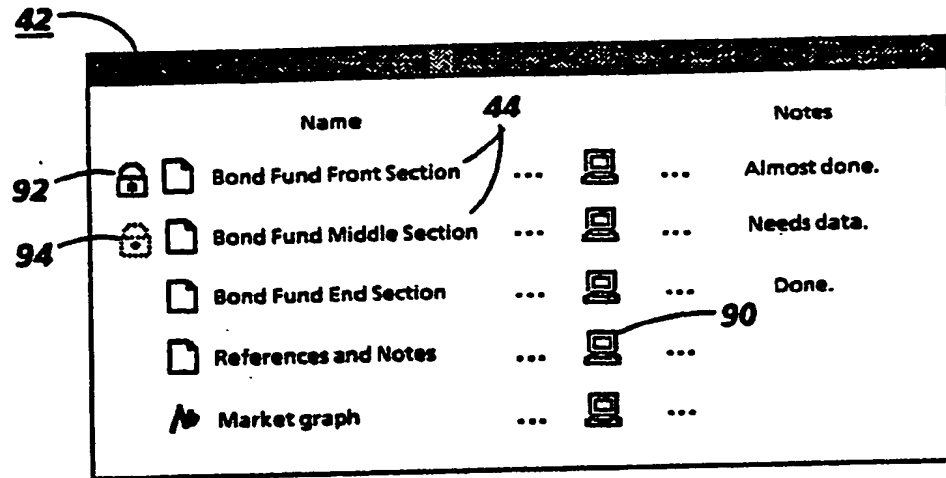 42
Name 44 Notes
92 Bond Fund Front Section ... ... Almost done.
94 Bond Fund Middle Section ... ... Needs data.
Bond Fund End Section ... ... Done.
90
References and Notes ... ...
Market graph ... ...